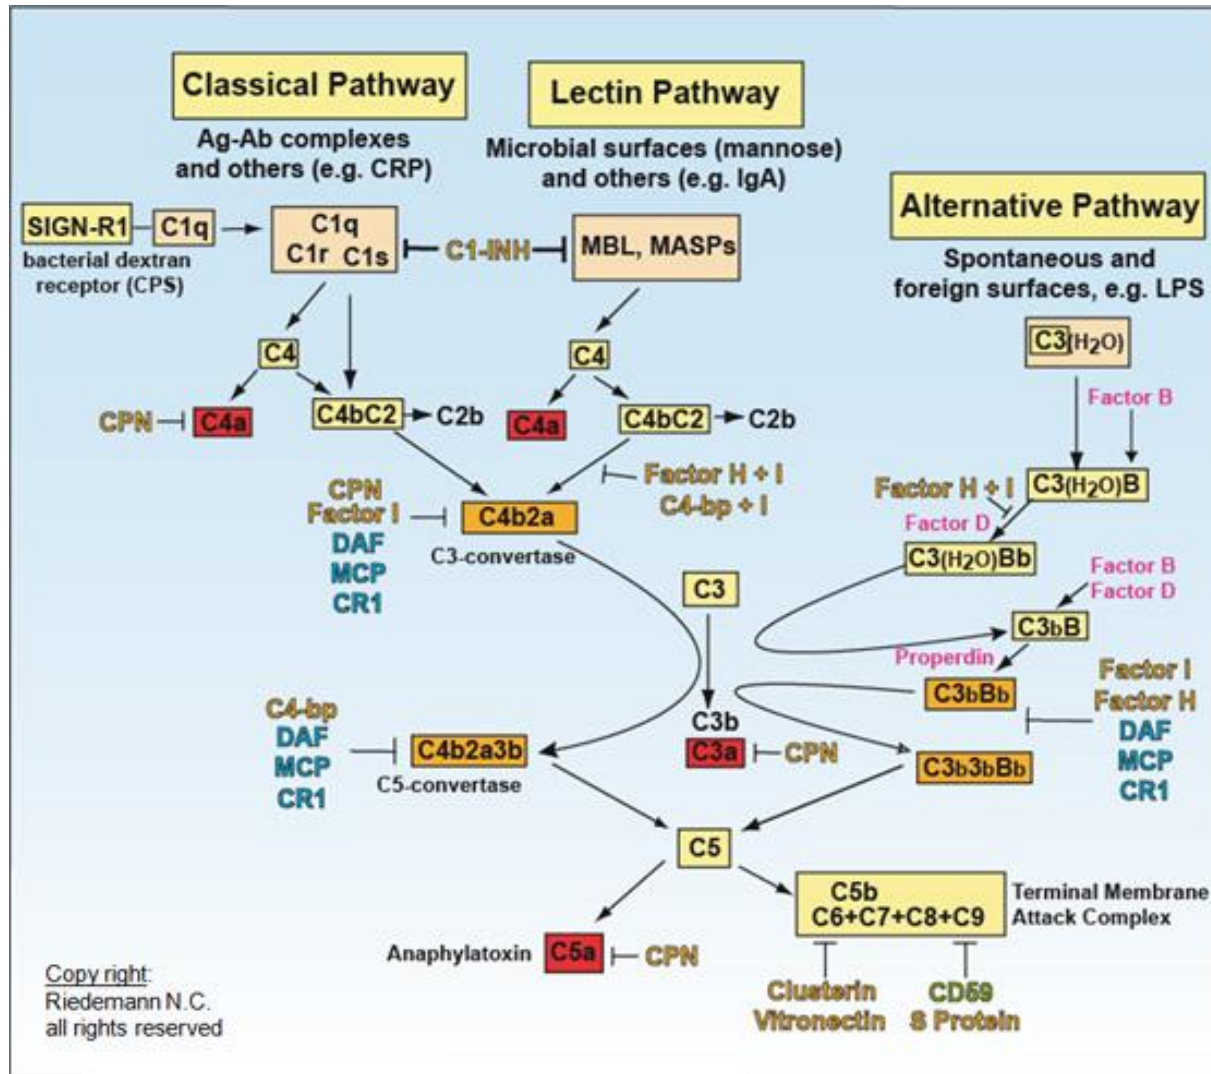 Classical Pathway
Ag-Ab complexes
and others (e.g. CRP)
Lectin Pathway
Microbial surfaces (mannose)
and others (e.g. IgA)
Alternative Pathway
Spontaneous and
foreign surfaces, e.g. LPS
SIGN-R1
C1q
bacterial dextran
receptor (CPS)
C1q
C1r C1s
C1-INH
MBL, MASPs
C3(H2O)
C4
C4
Factor B
CPN
C4a
C4bC2
C2b
C4a
C4bC2
C2b
Factor H + I
C4-bp + I
CPN
Factor I
DAF
MCP
CR1
C4b2a
C3-convertase
C3(H2O)B
Factor H + I
Factor D
C3(H2O)Bb
Factor B
Factor D
C3
C3bB
Properdin
C3bBb
Factor I
Factor H
DAF
MCP
CR1
C3b
C3a
CPN
C3b3bBb
C4-bp
DAF
MCP
CR1
C4b2a3b
C5-convertase
C5
C5b
C6+C7+C8+C9
Terminal Membrane
Attack Complex
Anaphylatoxin
C5a
CPN
Clusterin
Vitronectin
CD59
S Protein
Copy right:
Riedemann N.C.
all rights reserved